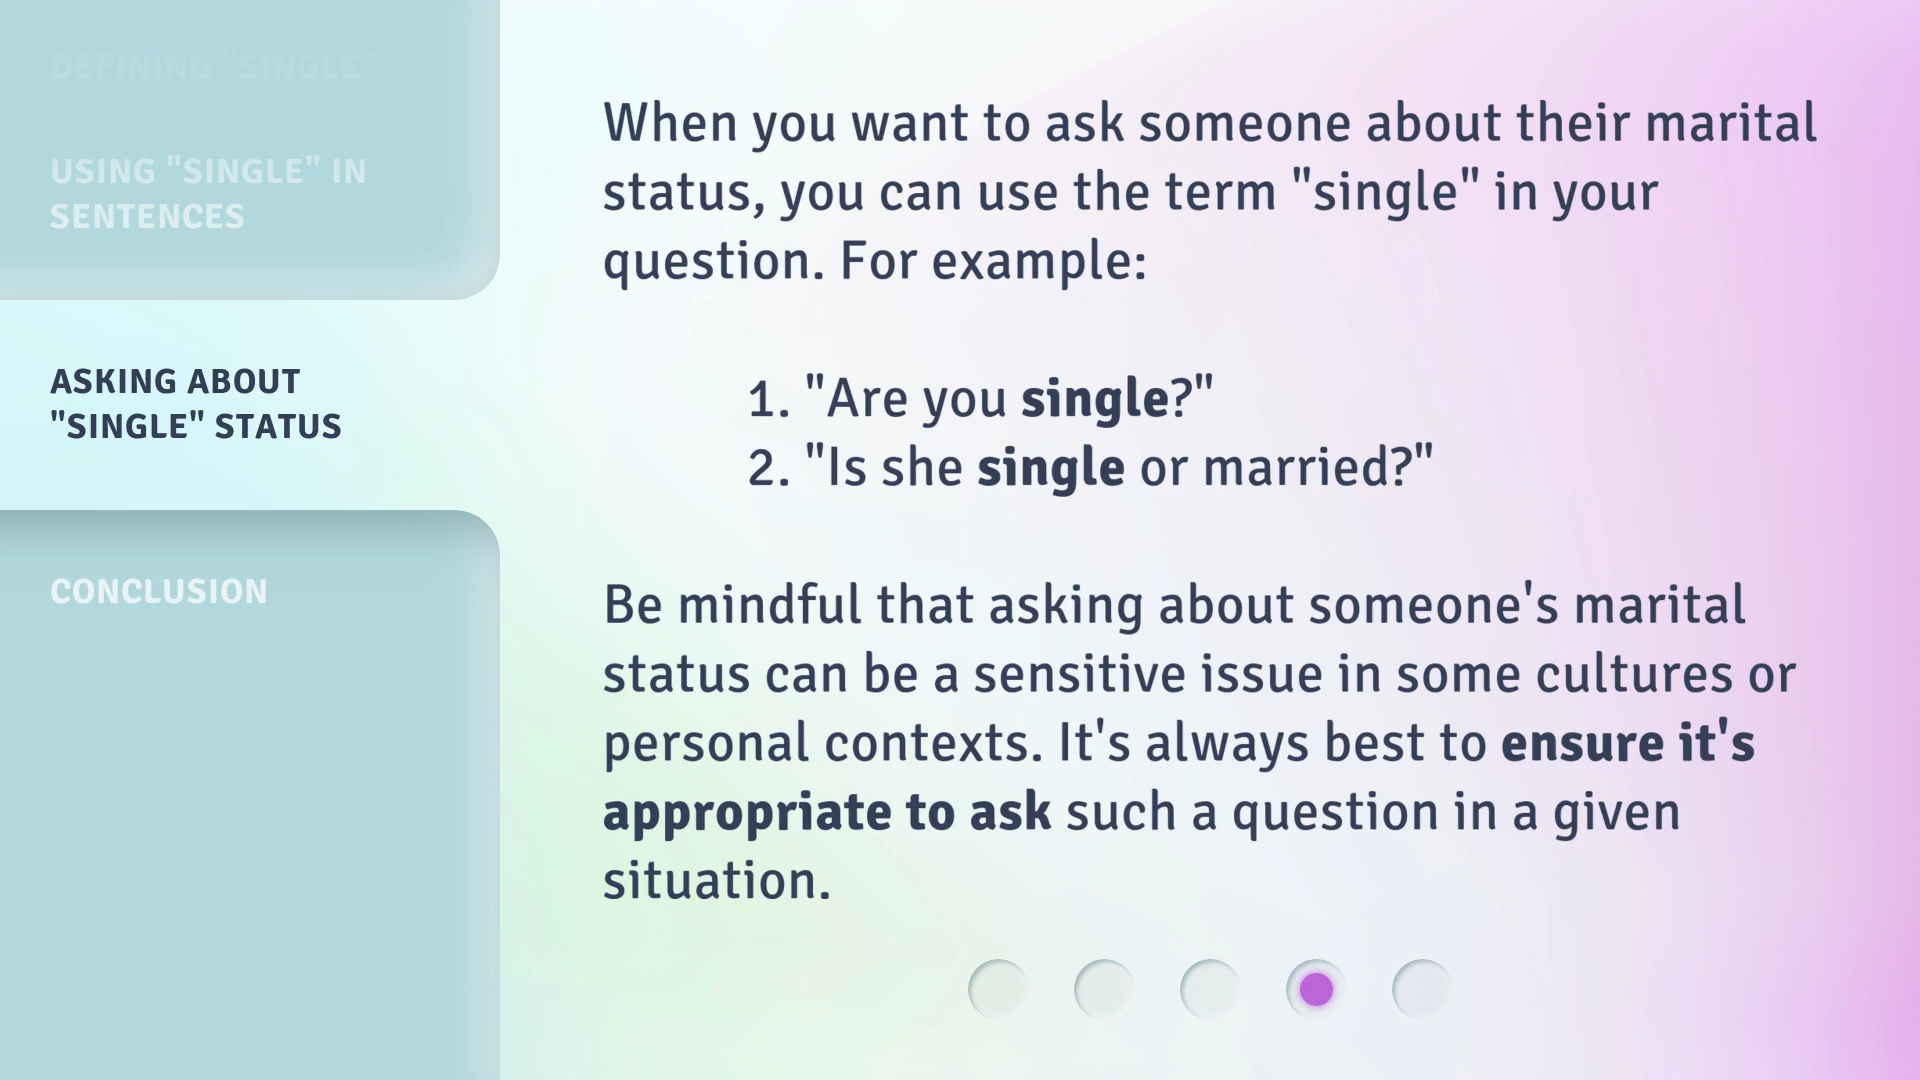 DEFINING "SINGLE"
USING "SINGLE" IN
SENTENCES
ASKING ABOUT
"SINGLE" STATUS
CONCLUSION
When you want to ask someone about their marital
status, you can use the term "single" in your
question. For example:
1. "Are you single?"
2. "Is she single or married?"
Be mindful that asking about someone's marital
status can be a sensitive issue in some cultures or
personal contexts. It's always best to ensure it's
appropriate to ask such a question in a given
situation.